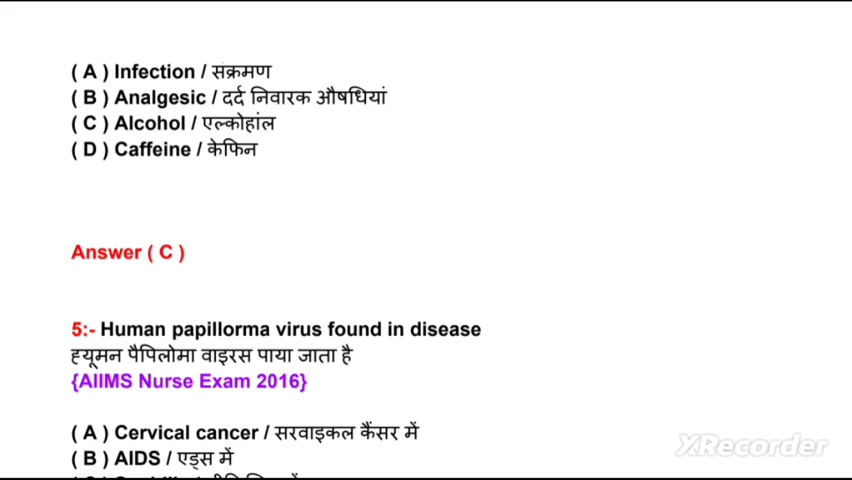 ( A ) Infection / संक्रमण
( B ) Analgesic / दर्द निवारक औषधियां
( C ) Alcohol / एल्कोहांल
( D ) Caffeine / केफिन
Answer ( C )
5:- Human papillorma virus found in disease
ह्यूमन पैपिलोमा वाइरस पाया जाता है
{AIIMS Nurse Exam 2016}
( A ) Cervical cancer / सरवाइकल कैंसर में
( B ) AIDS / एड्स में
XRecorder